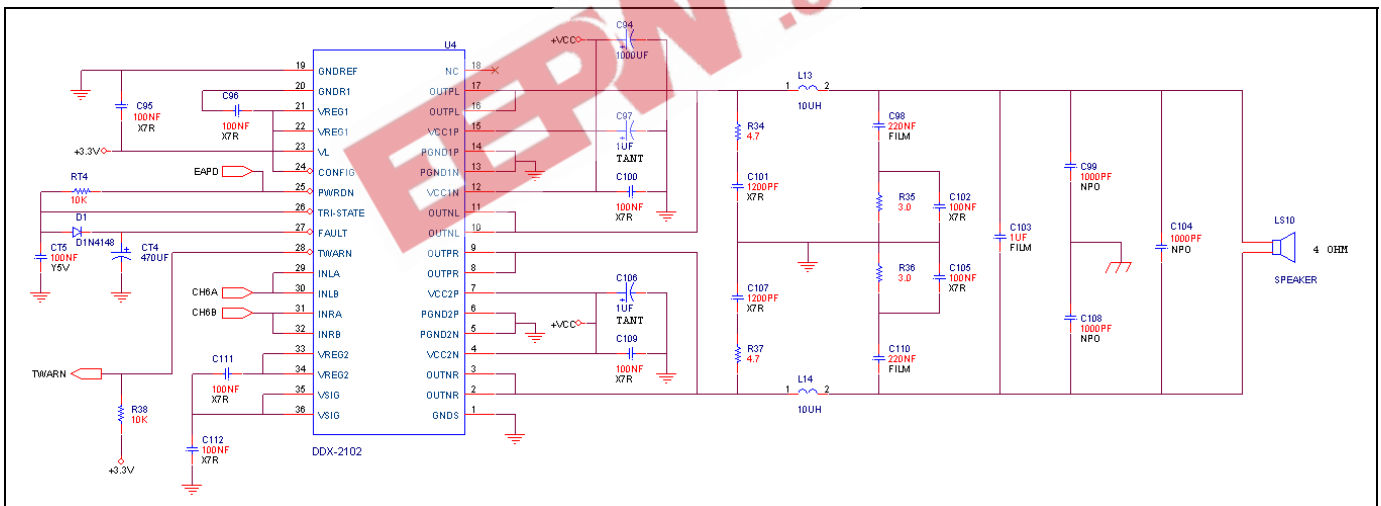 EEPW.
U4
DDX-2102
19 GNDREF
20 GNDR1
21 VREG1
22 VREG1
23 VL
24 CONFIG
25 PWRDN
26 TRI-STATE
27 FAULT
28 TWARN
29 INLA
30 INLB
31 INRA
32 INRB
33 VREG2
34 VREG2
35 VSIG
36 VSIG
NC 18
OUTPL 17
OUTPL 16
VCC1P 15
PGND1P 14
PGND1N 13
VCC1N 12
OUTNL 11
OUTNL 10
OUTPR 9
OUTPR 8
VCC2P 7
PGND2P 6
PGND2N 5
VCC2N 4
OUTNR 3
OUTNR 2
GNDS 1
C95
100NF
X7R
C96
100NF
X7R
+3.3V
EAPD
RT4
10K
D1
D1N4148
CT5
100NF
Y5V
CT4
470UF
CH6A
CH6B
TWARN
R38
10K
+3.3V
C111
100NF
X7R
C112
100NF
X7R
+VCC
C94
1000UF
C97
1UF
TANT
C100
100NF
X7R
C106
1UF
TANT
+VCC
C109
100NF
X7R
R34
4.7
C101
1200PF
X7R
C107
1200PF
X7R
R37
4.7
L13
1 2
10UH
L14
1 2
10UH
C98
220NF
FILM
R35
3.0
C102
100NF
X7R
R36
3.0
C105
100NF
X7R
C110
220NF
FILM
C103
1UF
FILM
C99
1000PF
NPO
C108
1000PF
NPO
C104
1000PF
NPO
LS10
4 OHM
SPEAKER